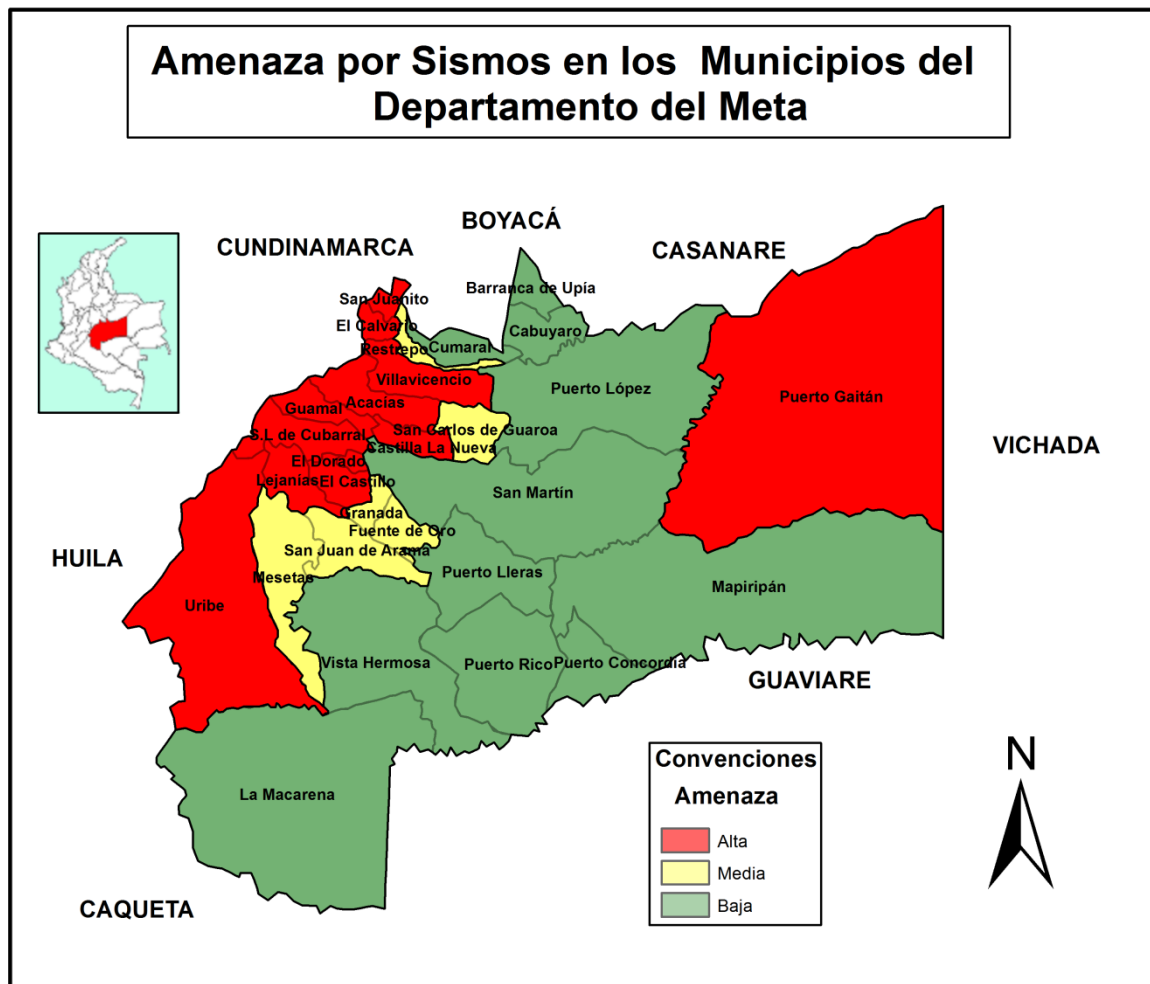 Amenaza por Sismos en los Municipios del
Departamento del Meta
BOYACÁ
CUNDINAMARCA
CASANARE
Barranca de Upía
San Juanito
El Calvario
Cabuyaro
Restrepo
Cumaral
Villavicencio
Puerto López
Puerto Gaitán
Acacías
Guamal
San Carlos de Guaroa
S.L de Cubarral
VICHADA
Castilla La Nueva
El Dorado
Lejanías
El Castillo
San Martín
Granada
Fuente de Oro
San Juan de Arama
HUILA
Puerto Lleras
Mesetas
Mapiripán
Uribe
Vista Hermosa
Puerto Rico
Puerto Concordia
GUAVIARE
N
Convenciones
Amenaza
La Macarena
Alta
Media
Baja
CAQUETA